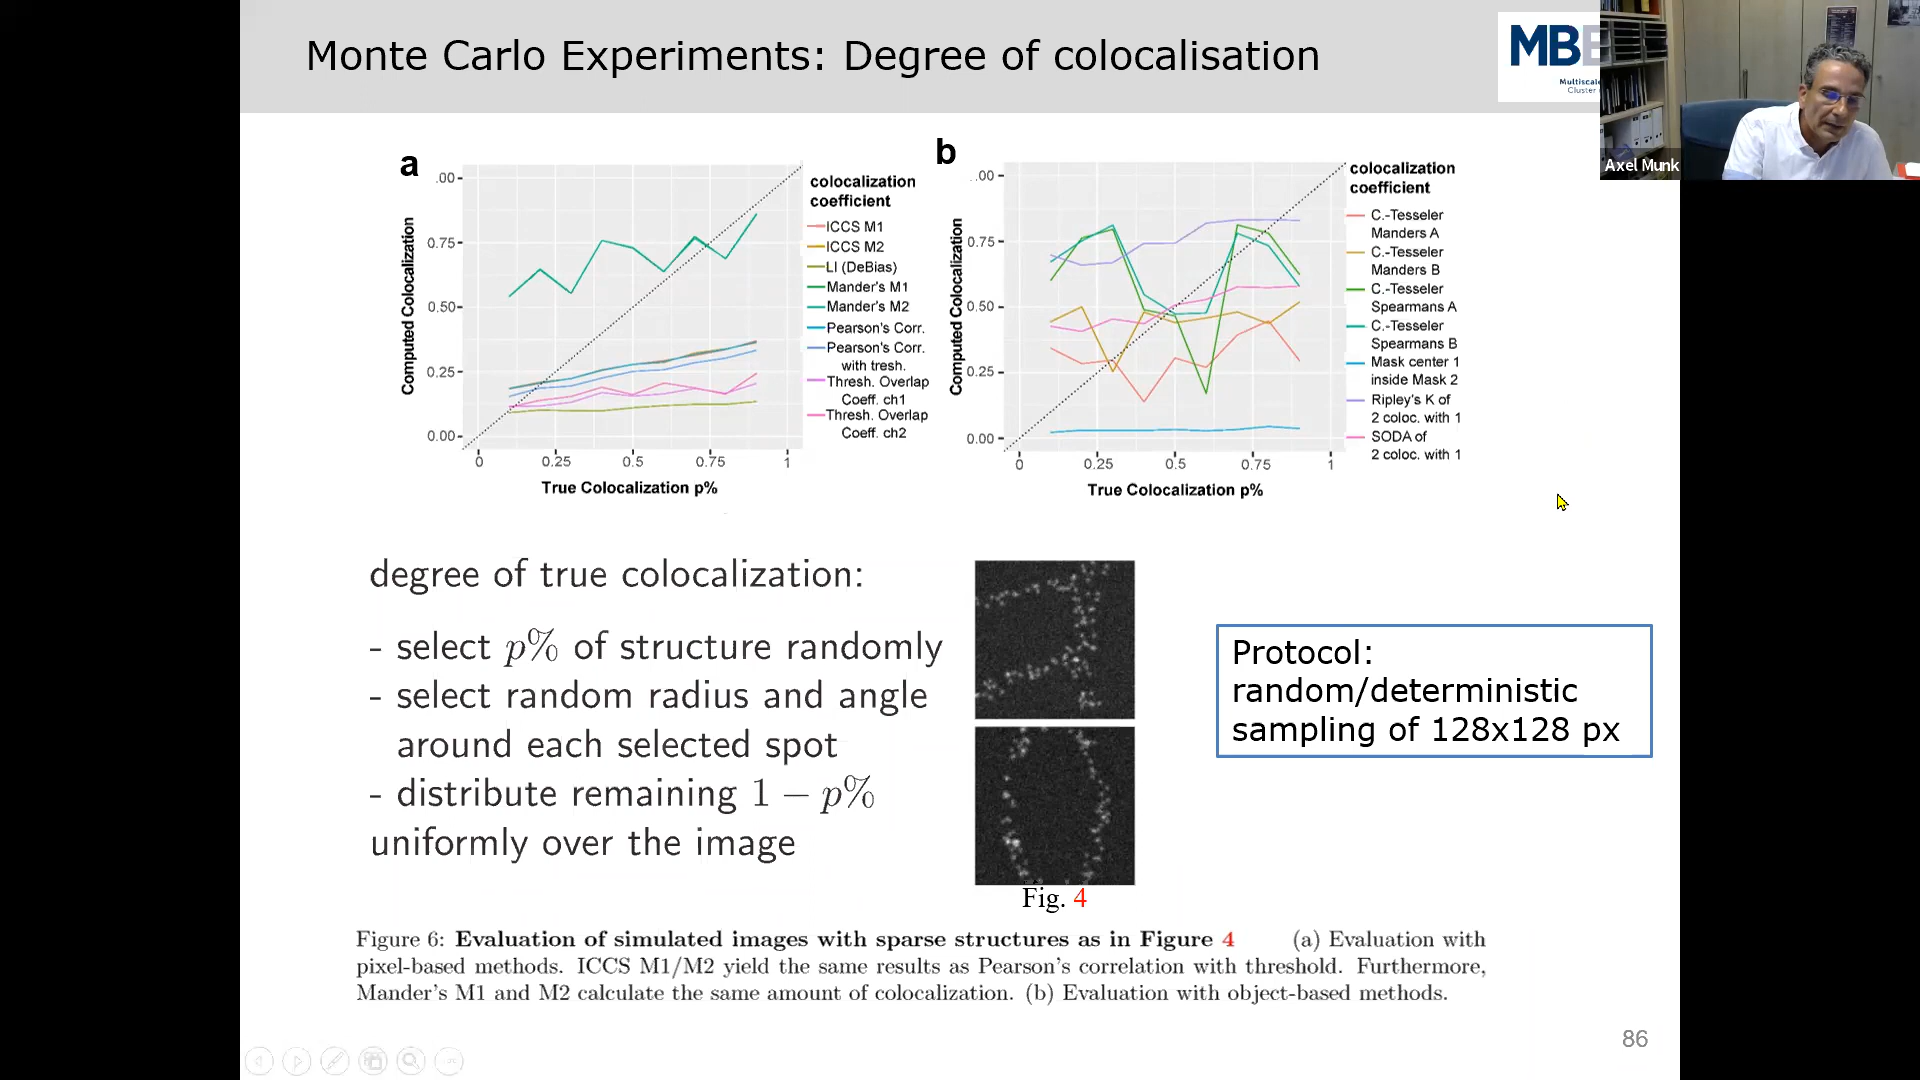 Monte Carlo Experiments: Degree of colocalisation
MBE
Multiscale
Cluster
Axel Munk
a
.00
0.75
0.50
0.25
0.00
Computed Colocalization
0
0.25
0.5
0.75
1
True Colocalization p%
colocalization
coefficient
ICCS M1
ICCS M2
LI (DeBias)
Mander's M1
Mander's M2
Pearson's Corr.
Pearson's Corr.
with tresh.
Thresh. Overlap
Coeff. ch1
Thresh. Overlap
Coeff. ch2
b
.00
0.75
0.50
0.25
0.00
Computed Colocalization
0
0.25
0.5
0.75
1
True Colocalization p%
colocalization
coefficient
C.-Tesseler
Manders A
C.-Tesseler
Manders B
C.-Tesseler
Spearmans A
C.-Tesseler
Spearmans B
Mask center 1
inside Mask 2
Ripley's K of
2 coloc. with 1
SODA of
2 coloc. with 1
degree of true colocalization:
- select p% of structure randomly
- select random radius and angle
around each selected spot
- distribute remaining 1 − p%
uniformly over the image
Fig. 4
Protocol:
random/deterministic
sampling of 128x128 px
Figure 6: Evaluation of simulated images with sparse structures as in Figure 4 (a) Evaluation with
pixel-based methods. ICCS M1/M2 yield the same results as Pearson's correlation with threshold. Furthermore,
Mander's M1 and M2 calculate the same amount of colocalization. (b) Evaluation with object-based methods.
86